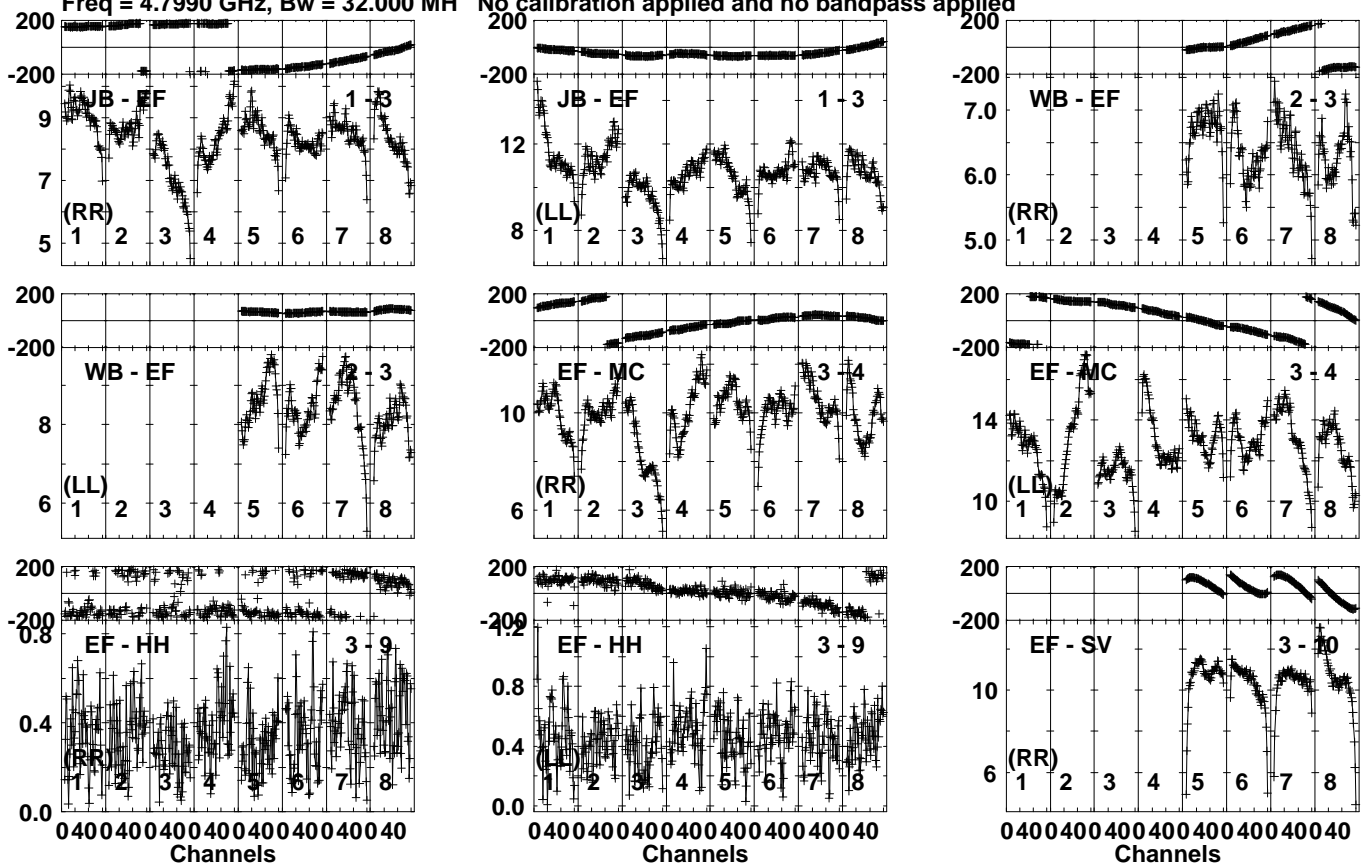 Freq = 4.7990 GHz, Bw = 32.000 MH No calibration applied and no bandpass applied
200 200 200
-200 -200 -200
JB - EF 1 - 3 JB - EF 1 - 3 WB - EF 2 - 3
9 12 7.0
7 6.0
(RR) (LL) (RR)
5 8 5.0
1 2 3 4 5 6 7 8 1 2 3 4 5 6 7 8 1 2 3 4 5 6 7 8
200 200 200
-200 -200 -200
WB - EF 2 - 3 EF - MC 3 - 4 EF - MC 3 - 4
8 10 14
(LL) (RR) (LL)
6 6 10
1 2 3 4 5 6 7 8 1 2 3 4 5 6 7 8 1 2 3 4 5 6 7 8
200 200 200
-200 -200 -200
0.8 1.2
EF - HH 3 - 9 EF - HH 3 - 9 EF - SV 3 - 10
0.4 0.8 10
(RR) 0.4 (LL) (RR)
6
1 2 3 4 5 6 7 8 1 2 3 4 5 6 7 8 1 2 3 4 5 6 7 8
0.0 0.0
0 40 0 40 0 40 0 40 0 40 0 40 0 40 0 40 0 40 0 40 0 40 0 40 0 40 0 40 0 40 0 40 0 40 0 40 0 40 0 40 0 40 0 40 0 40 0 40
Channels Channels Channels